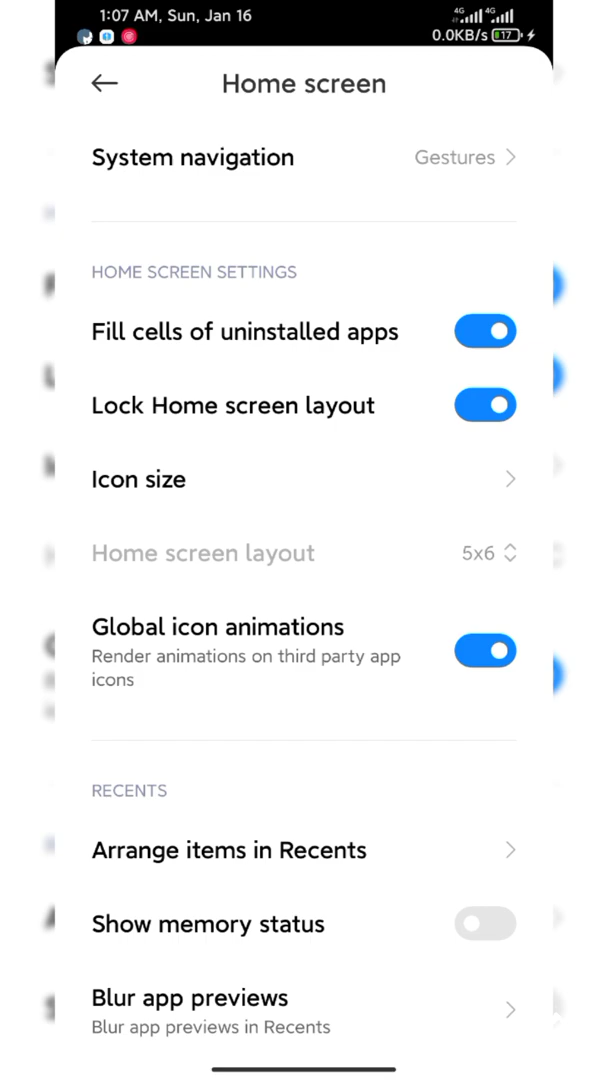 1:07 AM, Sun, Jan 16
4G 4G
0.0KB/s 17
Home screen
System navigation Gestures
HOME SCREEN SETTINGS
Fill cells of uninstalled apps
Lock Home screen layout
Icon size
Home screen layout 5x6
Global icon animations
Render animations on third party app
icons
RECENTS
Arrange items in Recents
Show memory status
Blur app previews
Blur app previews in Recents